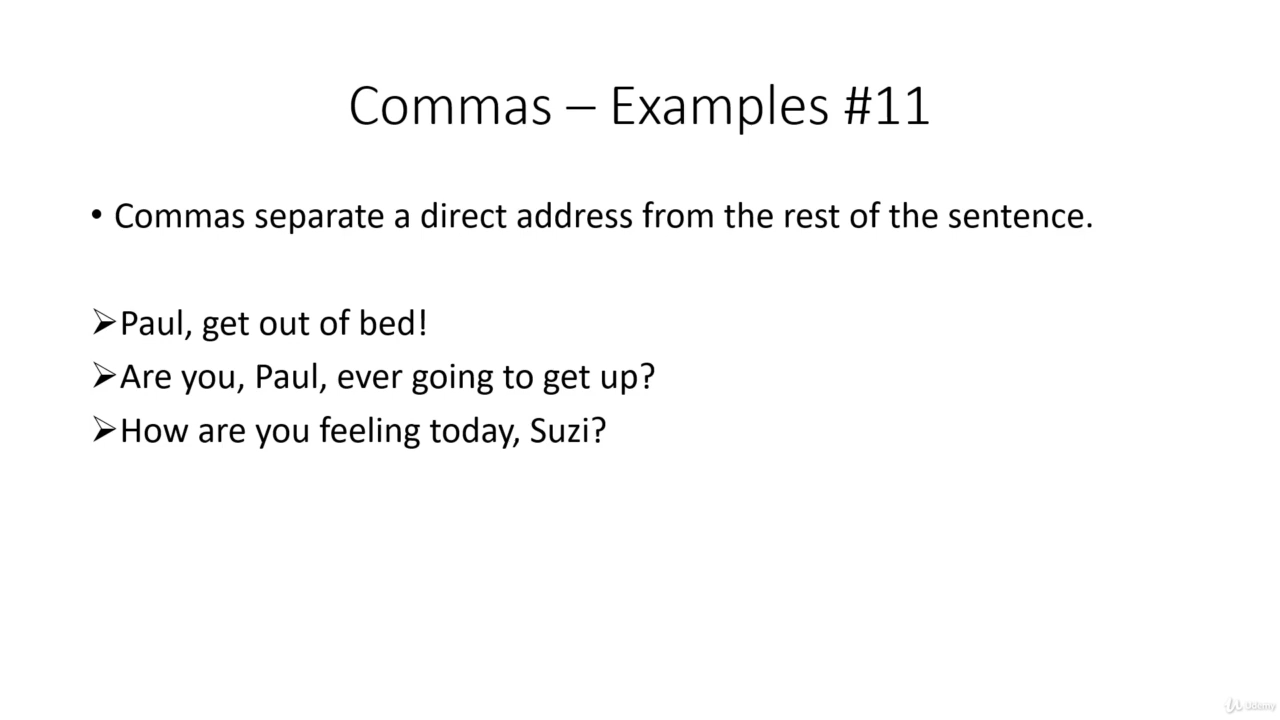 Commas – Examples #11
• Commas separate a direct address from the rest of the sentence.
➢Paul, get out of bed!
➢Are you, Paul, ever going to get up?
➢How are you feeling today, Suzi?
Udemy